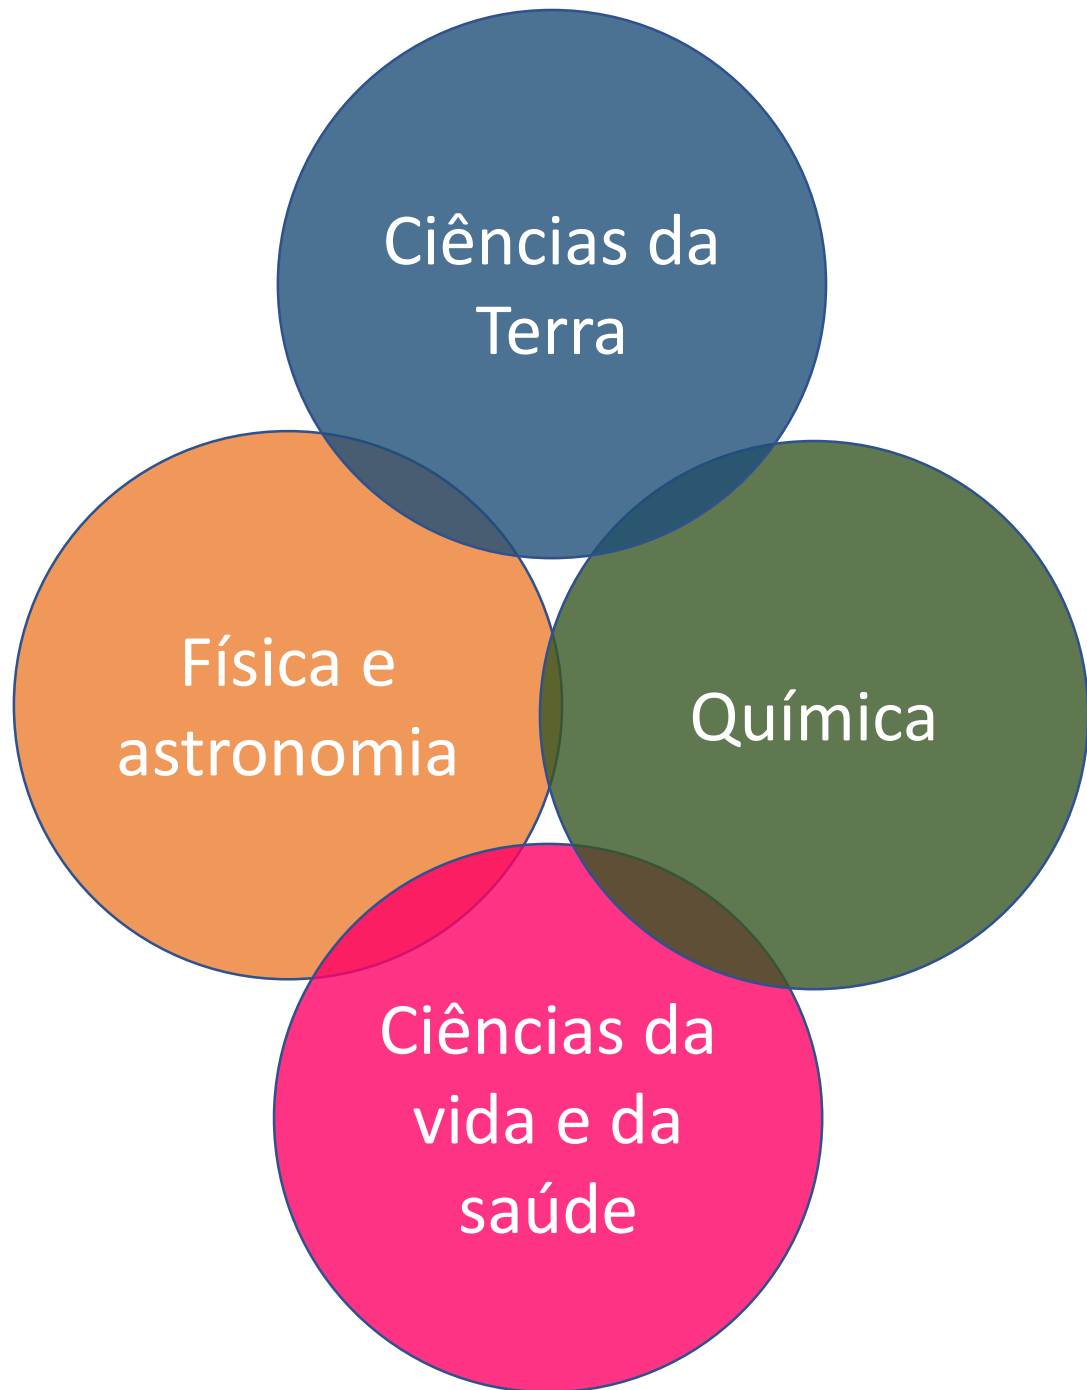 Ciências da
Terra
Física e
astronomia
Química
Ciências da
vida e da
saúde